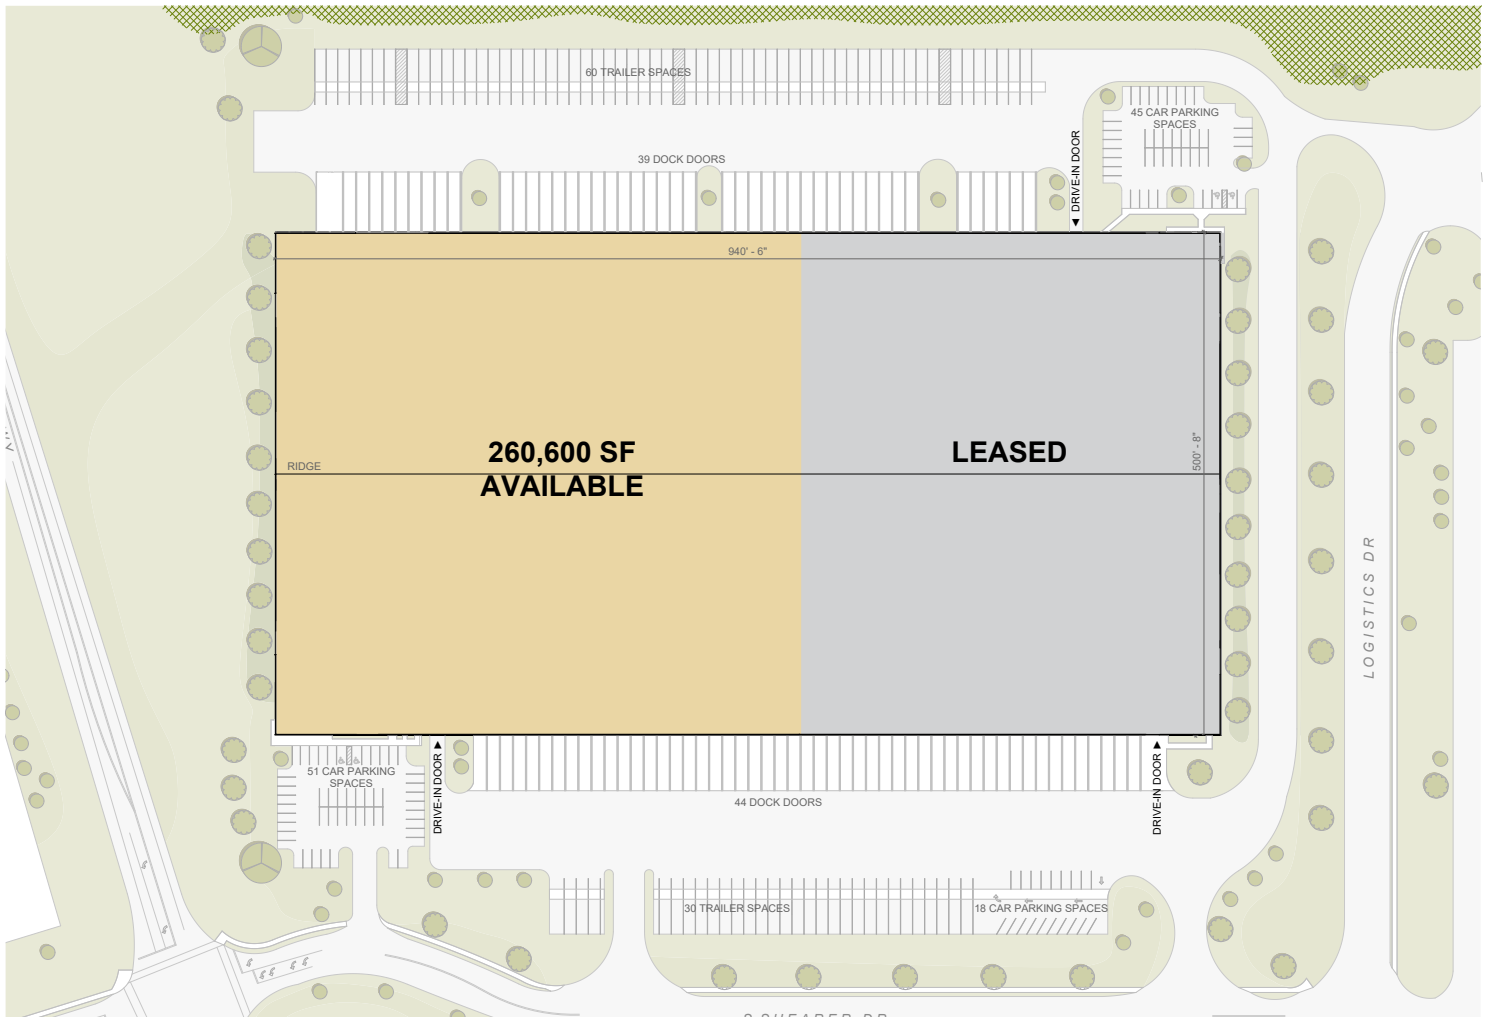 60 TRAILER SPACES
45 CAR PARKING
SPACES
39 DOCK DOORS
DRIVE-IN DOOR
940' - 6"
260,600 SF
AVAILABLE
LEASED
RIDGE
500' - 8"
LOGISTICS DR
51 CAR PARKING
SPACES
DRIVE-IN DOOR
44 DOCK DOORS
DRIVE-IN DOOR
30 TRAILER SPACES
18 CAR PARKING SPACES